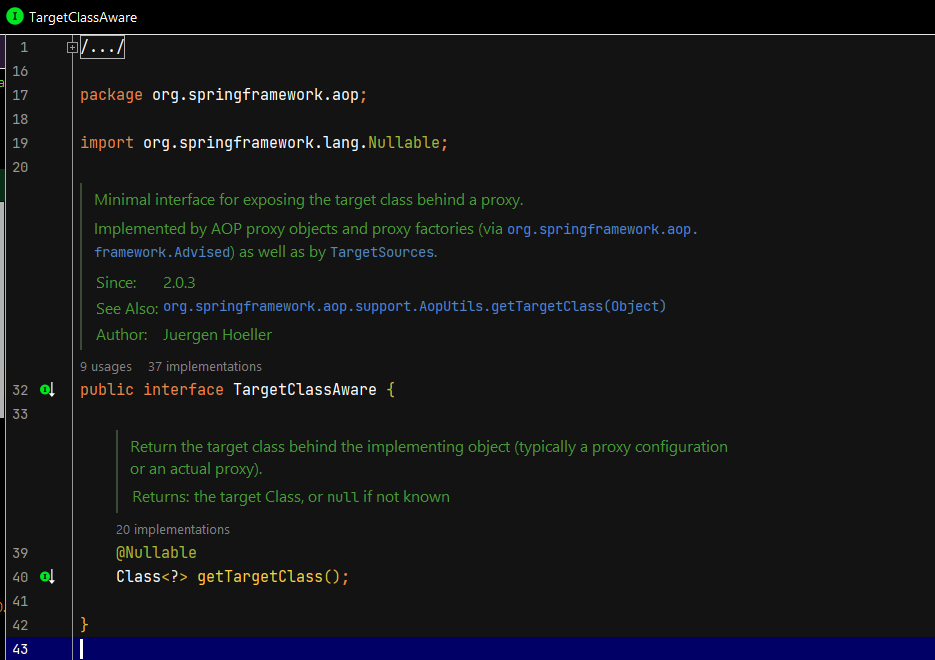 TargetClassAware
1 /.../
16
17 package org.springframework.aop;
18
19 import org.springframework.lang.Nullable;
20
Minimal interface for exposing the target class behind a proxy.
Implemented by AOP proxy objects and proxy factories (via org.springframework.aop.
framework.Advised) as well as by TargetSources.
Since: 2.0.3
See Also: org.springframework.aop.support.AopUtils.getTargetClass(Object)
Author: Juergen Hoeller
9 usages 37 implementations
32 public interface TargetClassAware {
33
Return the target class behind the implementing object (typically a proxy configuration
or an actual proxy).
Returns: the target Class, or null if not known
20 implementations
39 @Nullable
40 Class<?> getTargetClass();
41
42 }
43